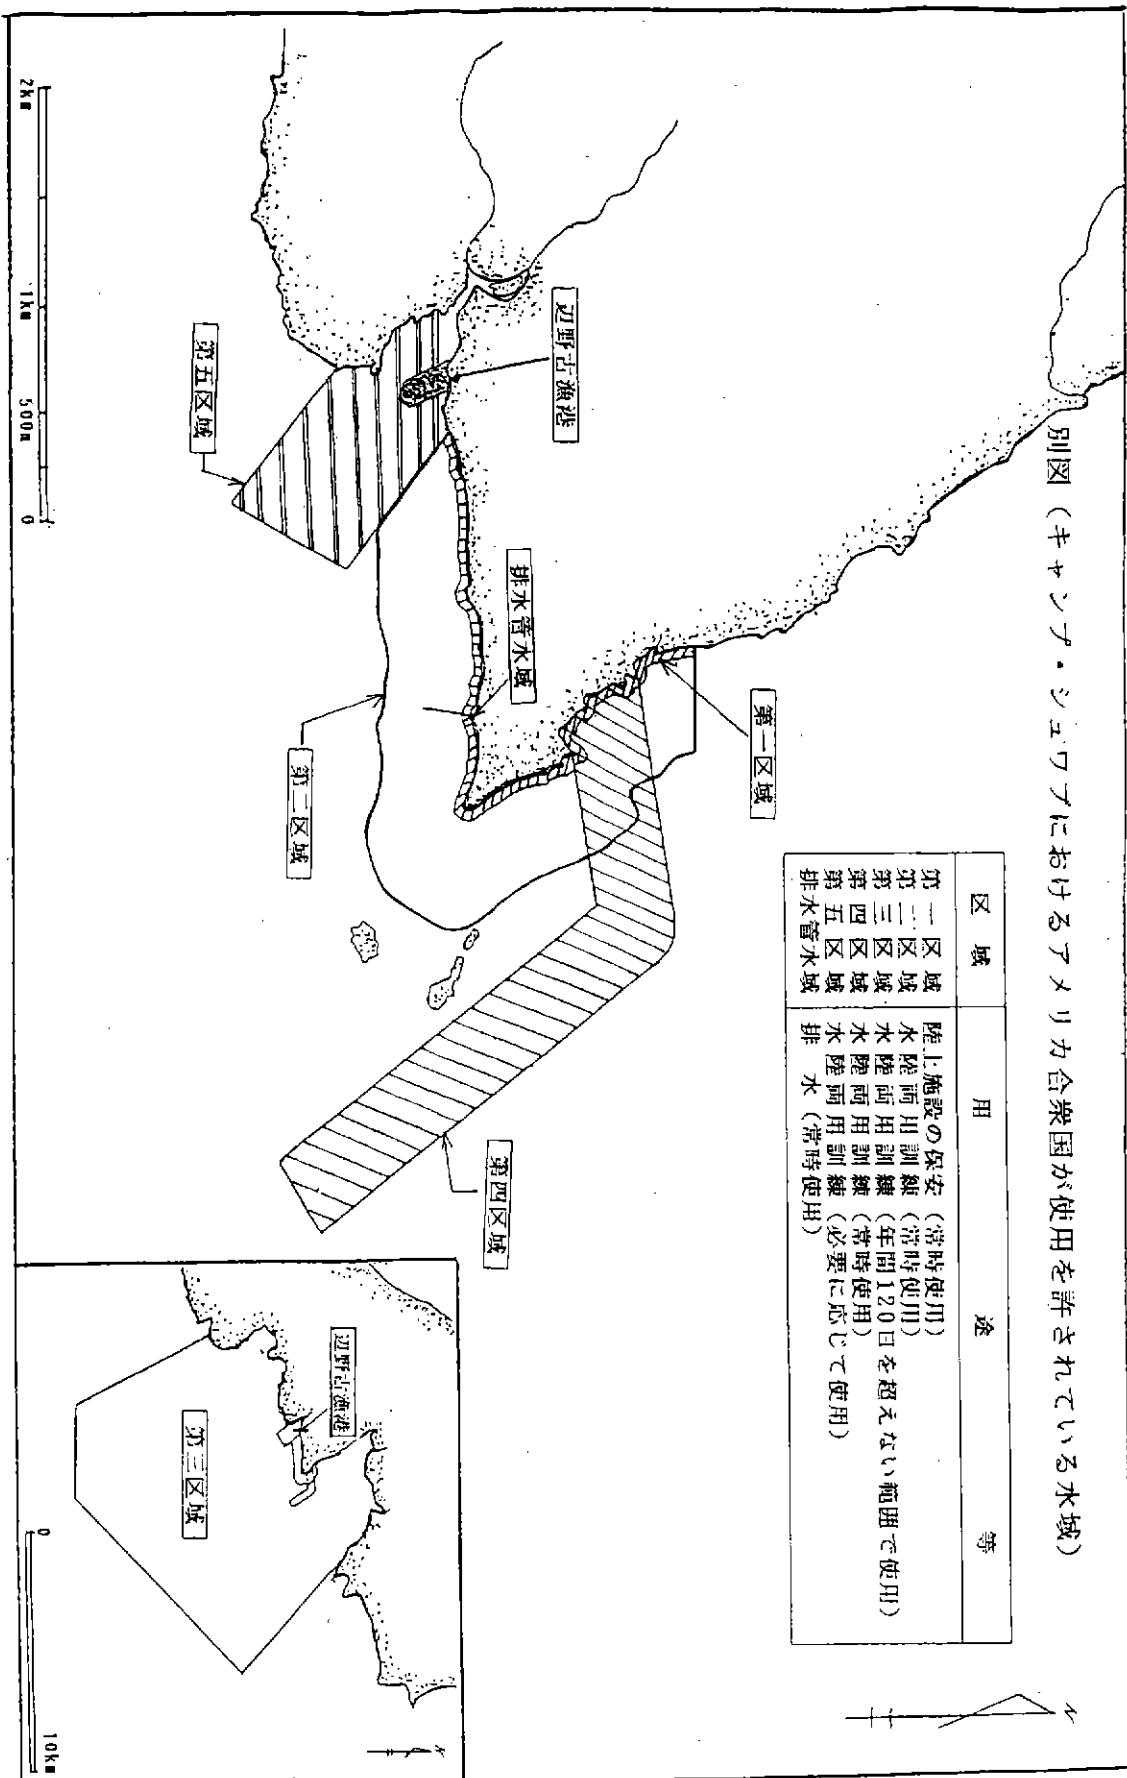 別図(キャンプ・シュワブにおけるアメリカ合衆国が使用を許されている水域)
区域 用途等
第一区域 陸上施設の保安(常時使用)
第二区域 水陸両用訓練(常時使用)
第三区域 水陸両用訓練(年間120日を超えない範囲で使用)
第四区域 水陸両用訓練(常時使用)
第五区域 水陸両用訓練(必要に応じて使用)
排水管水域 排水(常時使用)
N
第一区域
辺野古漁港
排水管水域
第二区域
第四区域
第五区域
2km 1km 500m 0
辺野古漁港
第三区域
N
0 10km